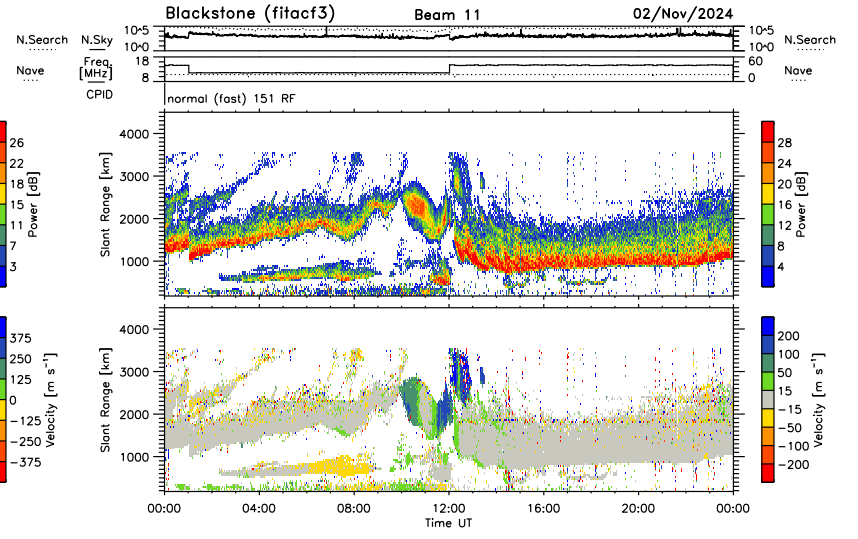 Blackstone (fitacf3) Beam 11 02/Nov/2024
N.Search N.Sky 10^5 10^0 10^5 10^0 N.Search
Nave Freq. [MHz] 18 8 60 0 Nave
CPID normal (fast) 151 RF
Power [dB] 26 22 18 15 11 7 3
Slant Range [km] 4000 3000 2000 1000
28 24 20 16 12 8 4 Power [dB]
375 250 125 0 −125 −250 −375 Velocity [m s⁻¹]
Slant Range [km] 4000 3000 2000 1000
200 100 50 15 −15 −50 −100 −200 Velocity [m s⁻¹]
00:00 04:00 08:00 12:00 16:00 20:00 00:00
Time UT